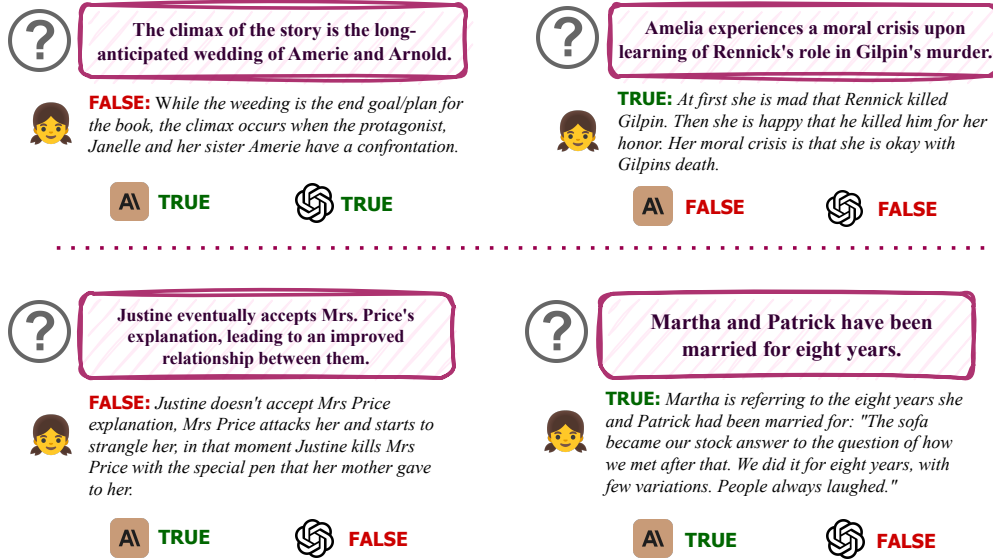 ?
The climax of the story is the long-
anticipated wedding of Amerie and Arnold.
FALSE: While the weeding is the end goal/plan for
the book, the climax occurs when the protagonist,
Janelle and her sister Amerie have a confrontation.
A\ TRUE
TRUE
?
Amelia experiences a moral crisis upon
learning of Rennick's role in Gilpin's murder.
TRUE: At first she is mad that Rennick killed
Gilpin. Then she is happy that he killed him for her
honor. Her moral crisis is that she is okay with
Gilpins death.
A\ FALSE
FALSE
?
Justine eventually accepts Mrs. Price's
explanation, leading to an improved
relationship between them.
FALSE: Justine doesn't accept Mrs Price
explanation, Mrs Price attacks her and starts to
strangle her, in that moment Justine kills Mrs
Price with the special pen that her mother gave
to her.
A\ TRUE
FALSE
?
Martha and Patrick have been
married for eight years.
TRUE: Martha is referring to the eight years she
and Patrick had been married for: "The sofa
became our stock answer to the question of how
we met after that. We did it for eight years, with
few variations. People always laughed."
A\ TRUE
FALSE